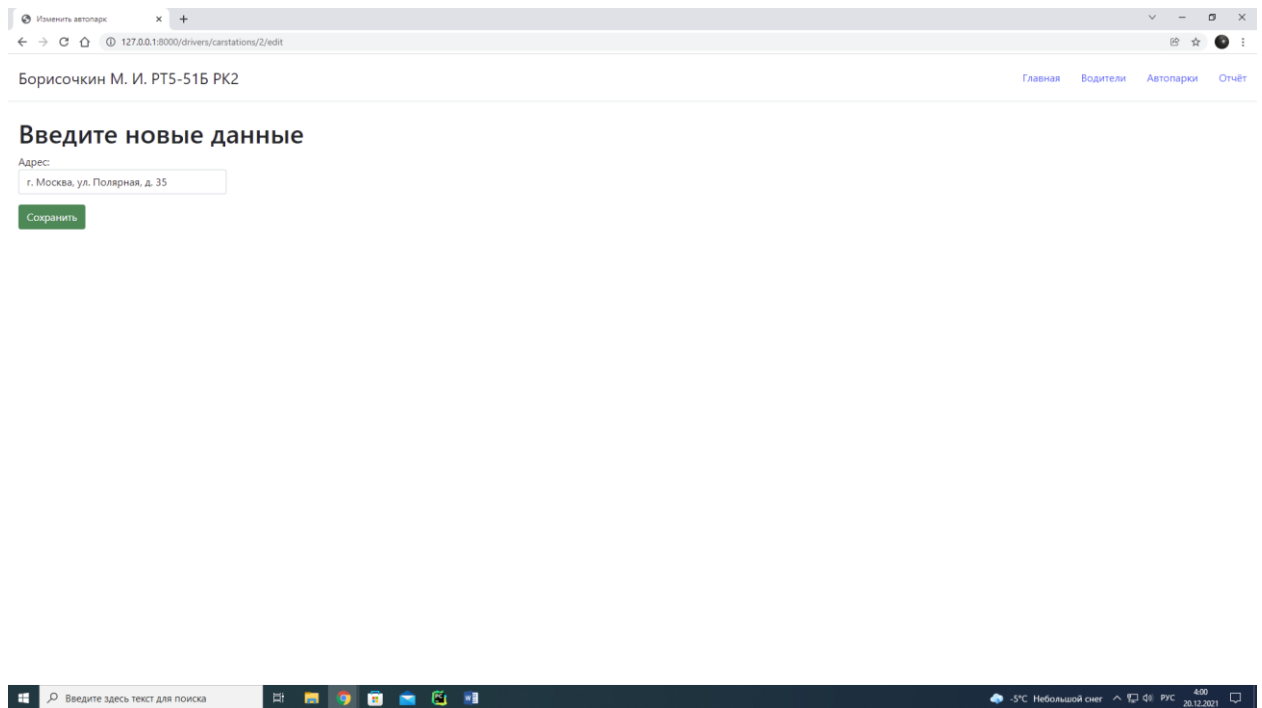 Изменить автопарк
127.0.0.1:8000/drivers/carstations/2/edit
Борисочкин М. И. РТ5-51Б РК2
Главная Водители Автопарки Отчёт
Введите новые данные
Адрес:
г. Москва, ул. Полярная, д. 35
Сохранить
Введите здесь текст для поиска
-5°C Небольшой снег
РУС
4:00
20.12.2021